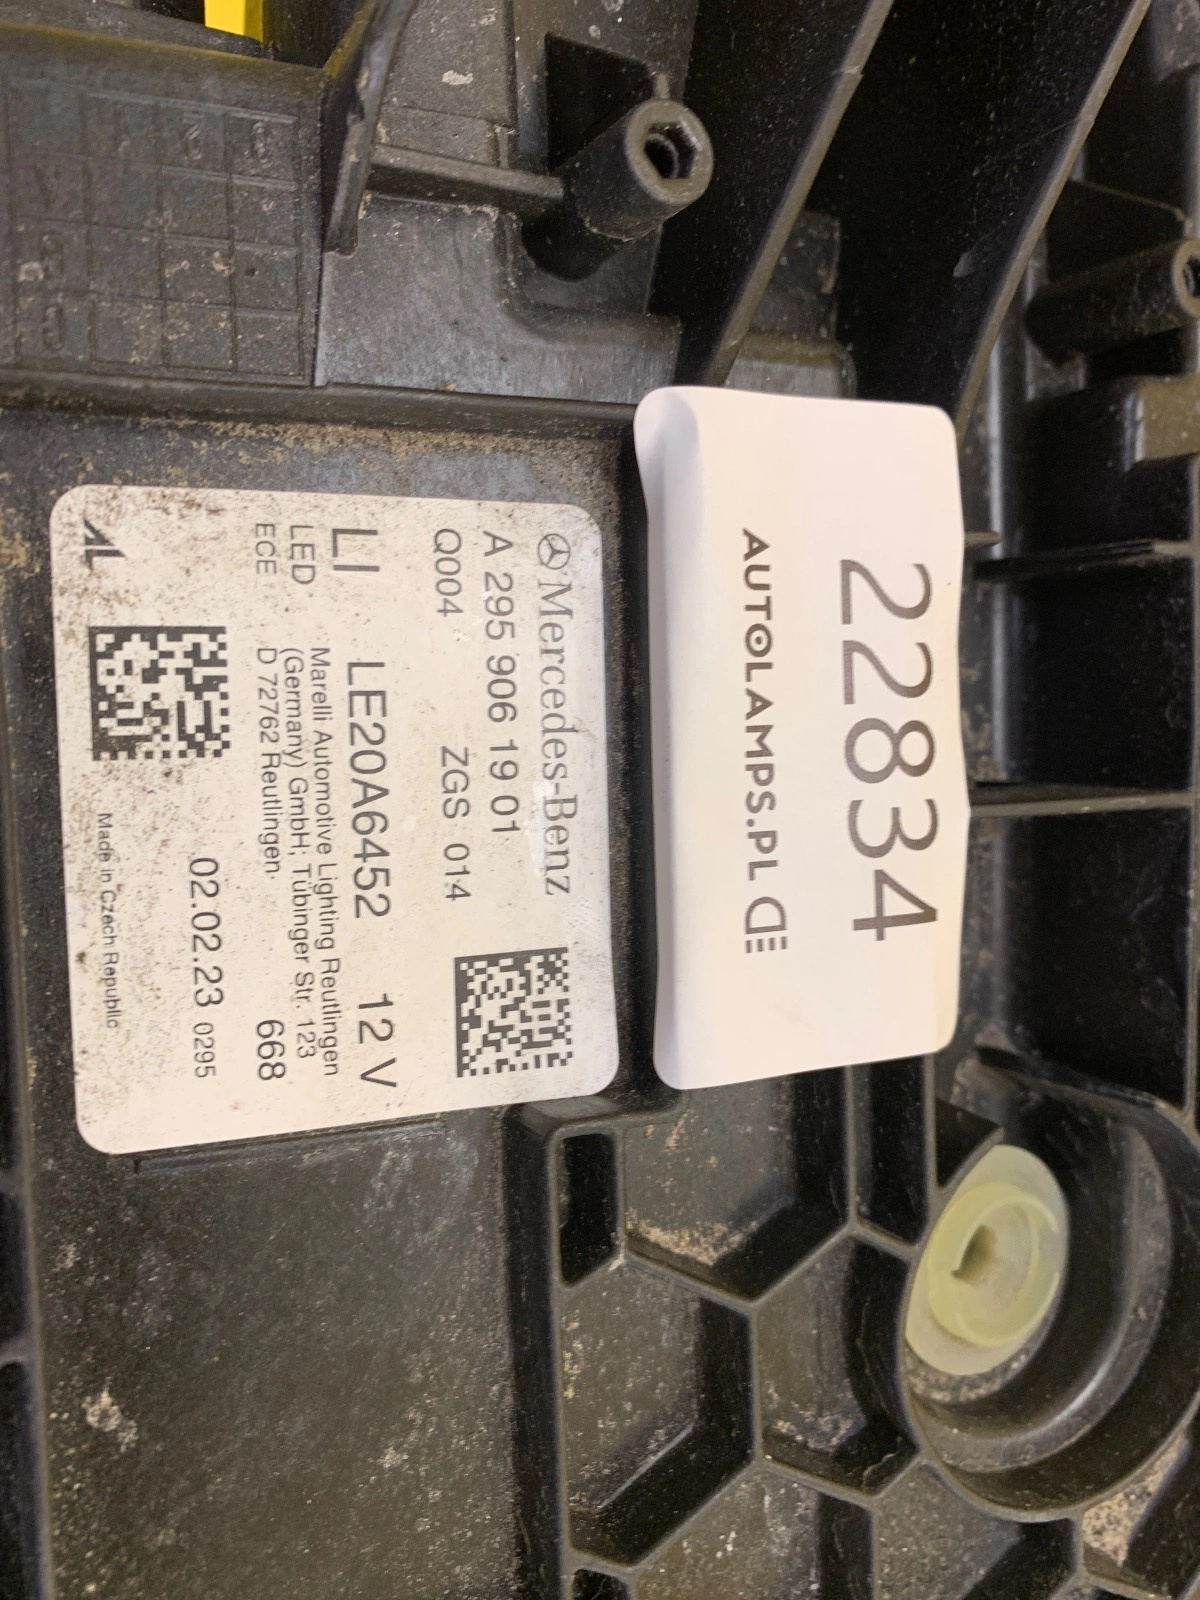 22834
AUTOLAMPS.PL
Mercedes-Benz
A 295 906 19 01
Q004 ZGS 014
LI LE20A6452 12 V
LED Marelli Automotive Lighting Reutlingen
(Germany) GmbH; Tübinger Str. 123
ECE D 72762 Reutlingen 668
02.02.23 0295
AL Made in Czech Republic